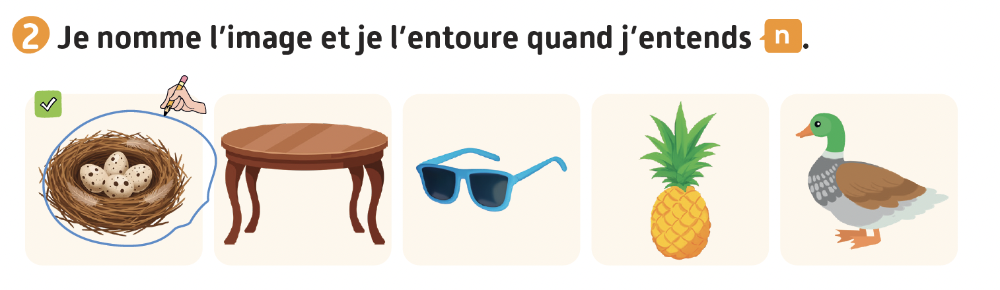 2 Je nomme l’image et je l’entoure quand j’entends n.